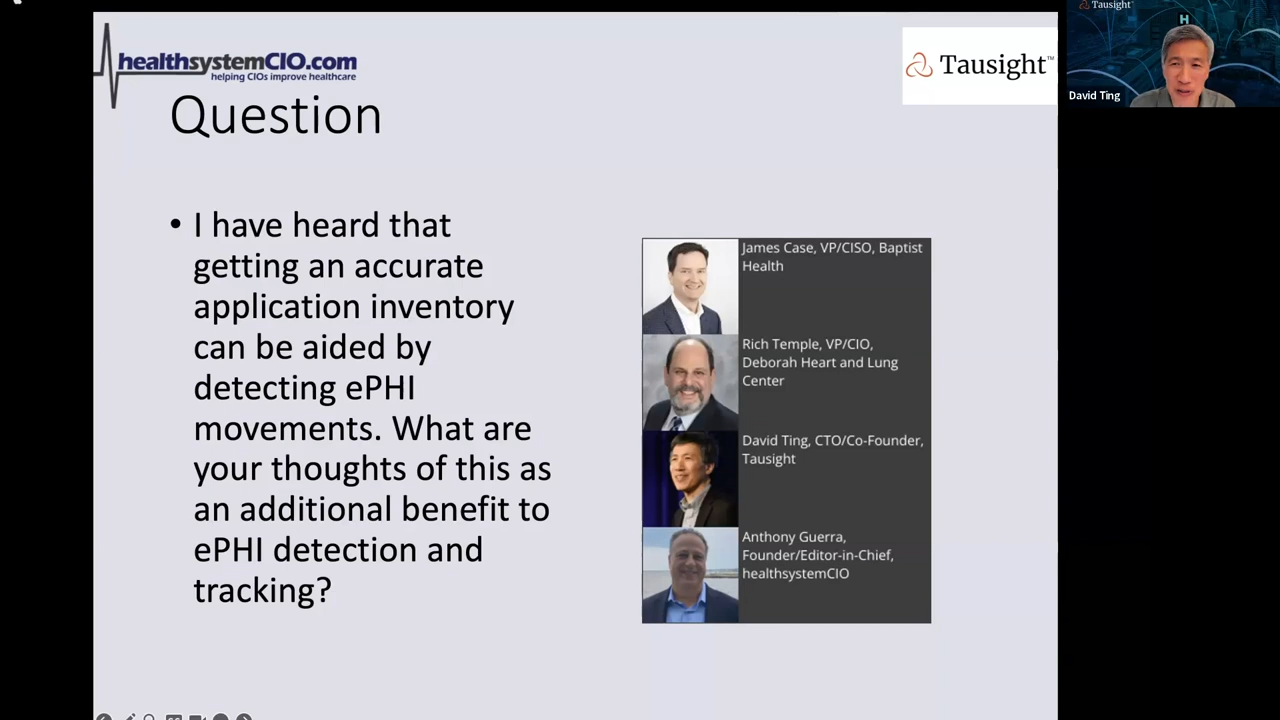 healthsystemCIO.com
helping CIOs improve healthcare
Tausight™
Question
• I have heard that
getting an accurate
application inventory
can be aided by
detecting ePHI
movements. What are
your thoughts of this as
an additional benefit to
ePHI detection and
tracking?
James Case, VP/CISO, Baptist
Health
Rich Temple, VP/CIO,
Deborah Heart and Lung
Center
David Ting, CTO/Co-Founder,
Tausight
Anthony Guerra,
Founder/Editor-in-Chief,
healthsystemCIO
Tausight
H
David Ting